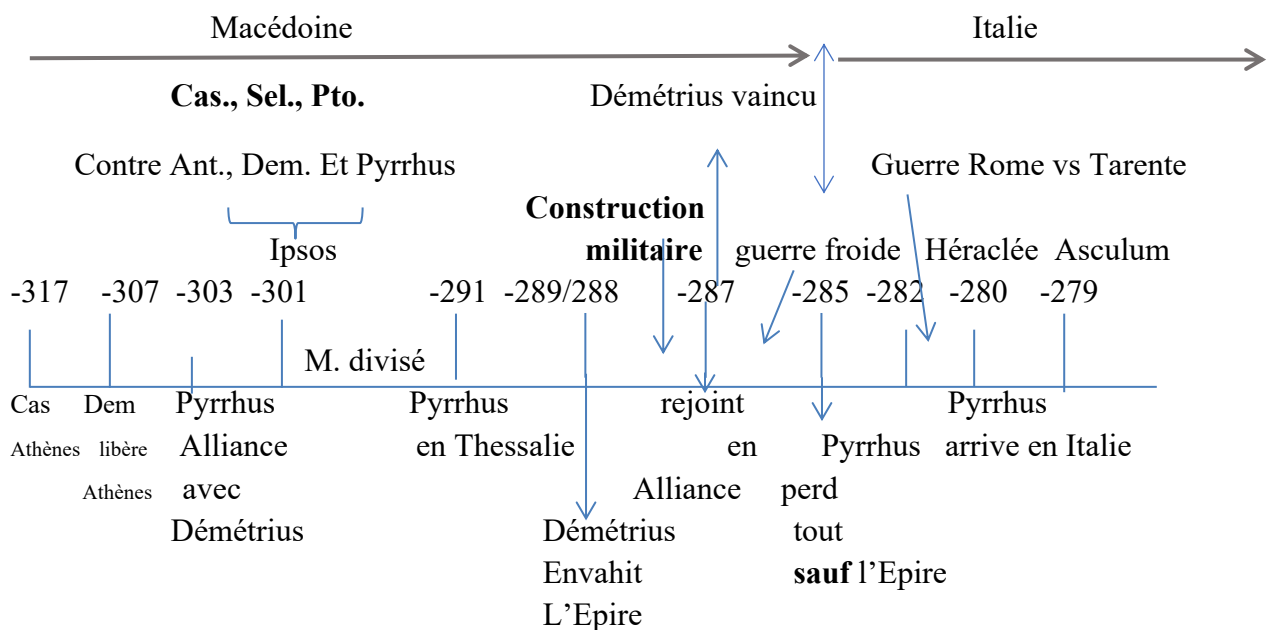 Macédoine Italie
Cas., Sel., Pto. Démétrius vaincu
Contre Ant., Dem. Et Pyrrhus Guerre Rome vs Tarente
Construction
militaire guerre froide Héraclée Asculum
Ipsos
-317 -307 -303 -301 -291 -289/288 -287 -285 -282 -280 -279
M. divisé
Cas Dem Pyrrhus Pyrrhus rejoint Pyrrhus
Athènes libère Alliance en Thessalie en Pyrrhus arrive en Italie
Athènes avec Alliance perd
Démétrius Démétrius tout
Envahit sauf l’Epire
L’Epire